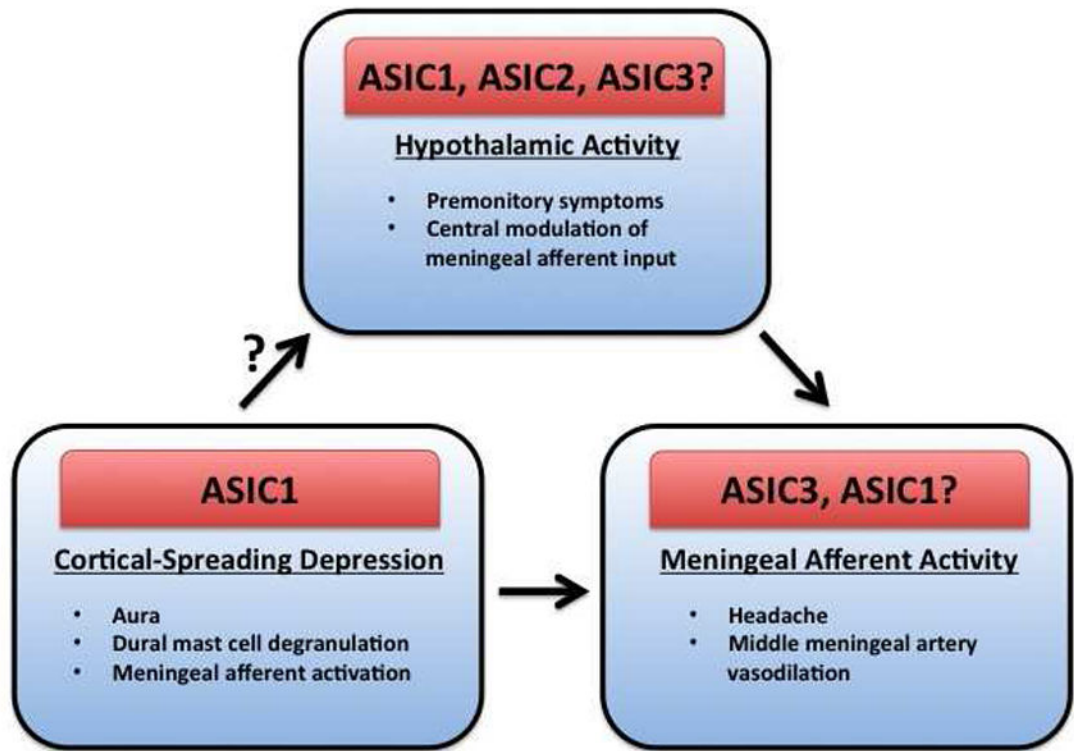 ASIC1, ASIC2, ASIC3?
Hypothalamic Activity
• Premonitory symptoms
• Central modulation of
meningeal afferent input
?
ASIC1
Cortical-Spreading Depression
• Aura
• Dural mast cell degranulation
• Meningeal afferent activation
ASIC3, ASIC1?
Meningeal Afferent Activity
• Headache
• Middle meningeal artery
vasodilation